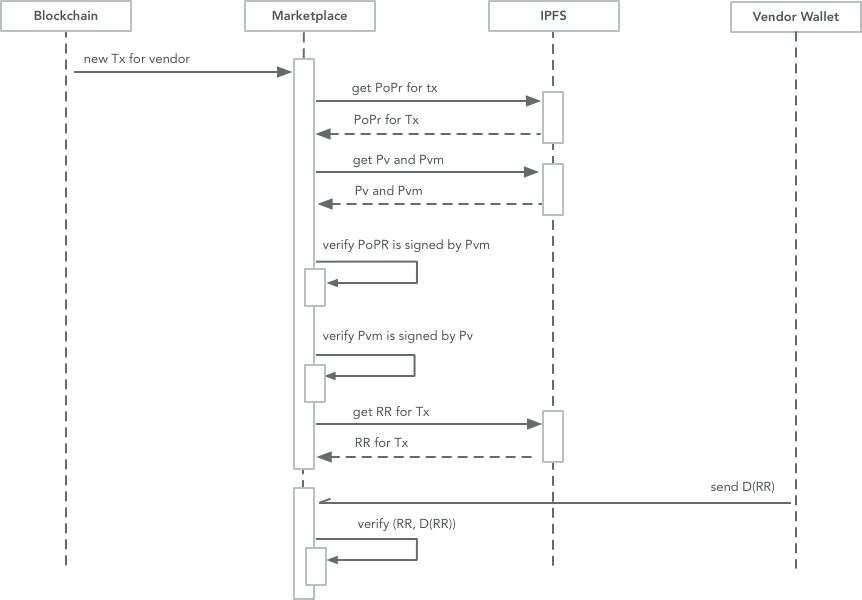 Blockchain
Marketplace
IPFS
Vendor Wallet
new Tx for vendor
get PoPr for tx
PoPr for Tx
get Pv and Pvm
Pv and Pvm
verify PoPR is signed by Pvm
verify Pvm is signed by Pv
get RR for Tx
RR for Tx
send D(RR)
verify (RR, D(RR))